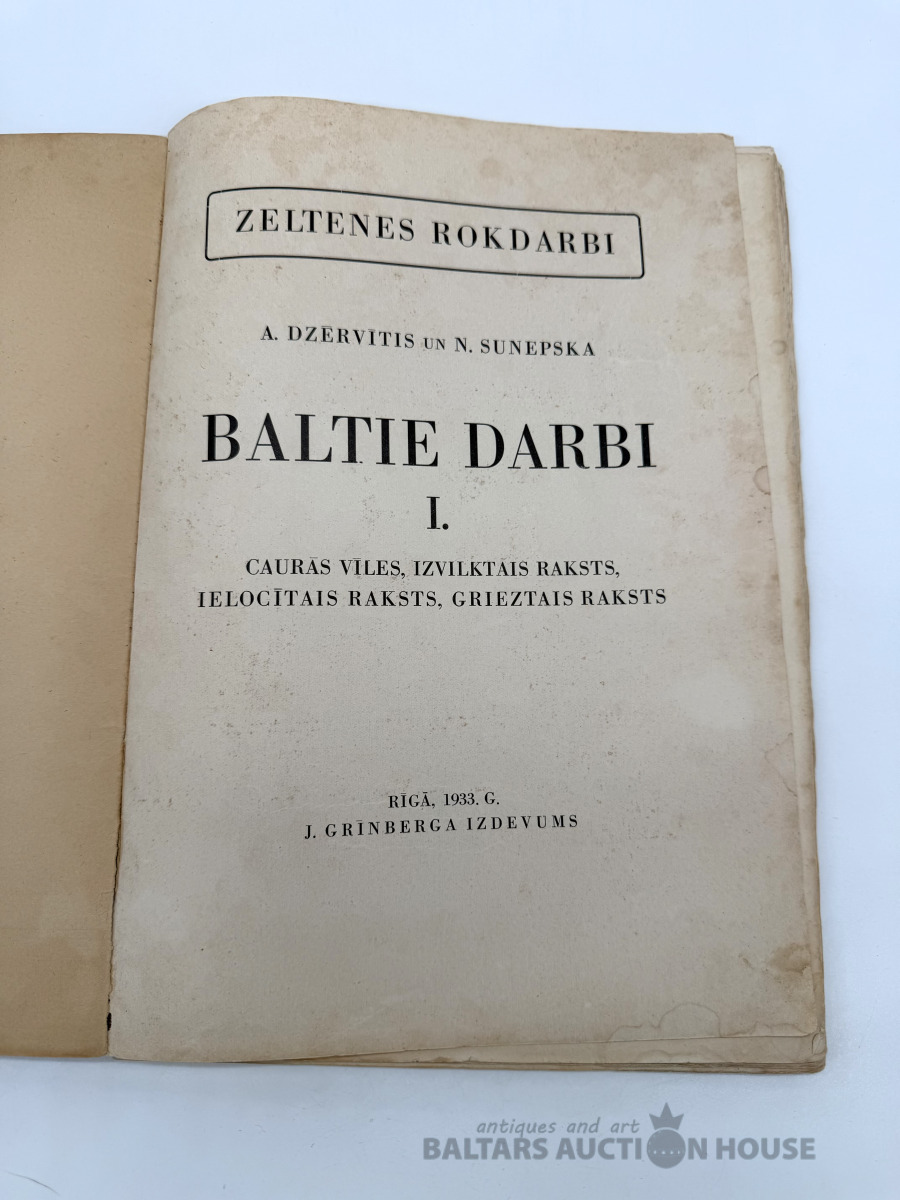 ZELTENES ROKDARBI
A. DZĒRVĪTIS UN N. SUNEPSKA
BALTIE DARBI
I.
CAURĀS VĪLES, IZVILKTAIS RAKSTS,
IELOCĪTAIS RAKSTS, GRIEZTAIS RAKSTS
RĪGĀ, 1933. G.
J. GRĪNBERGA IZDEVUMS
antiques and art
BALTARS AUCTION HOUSE